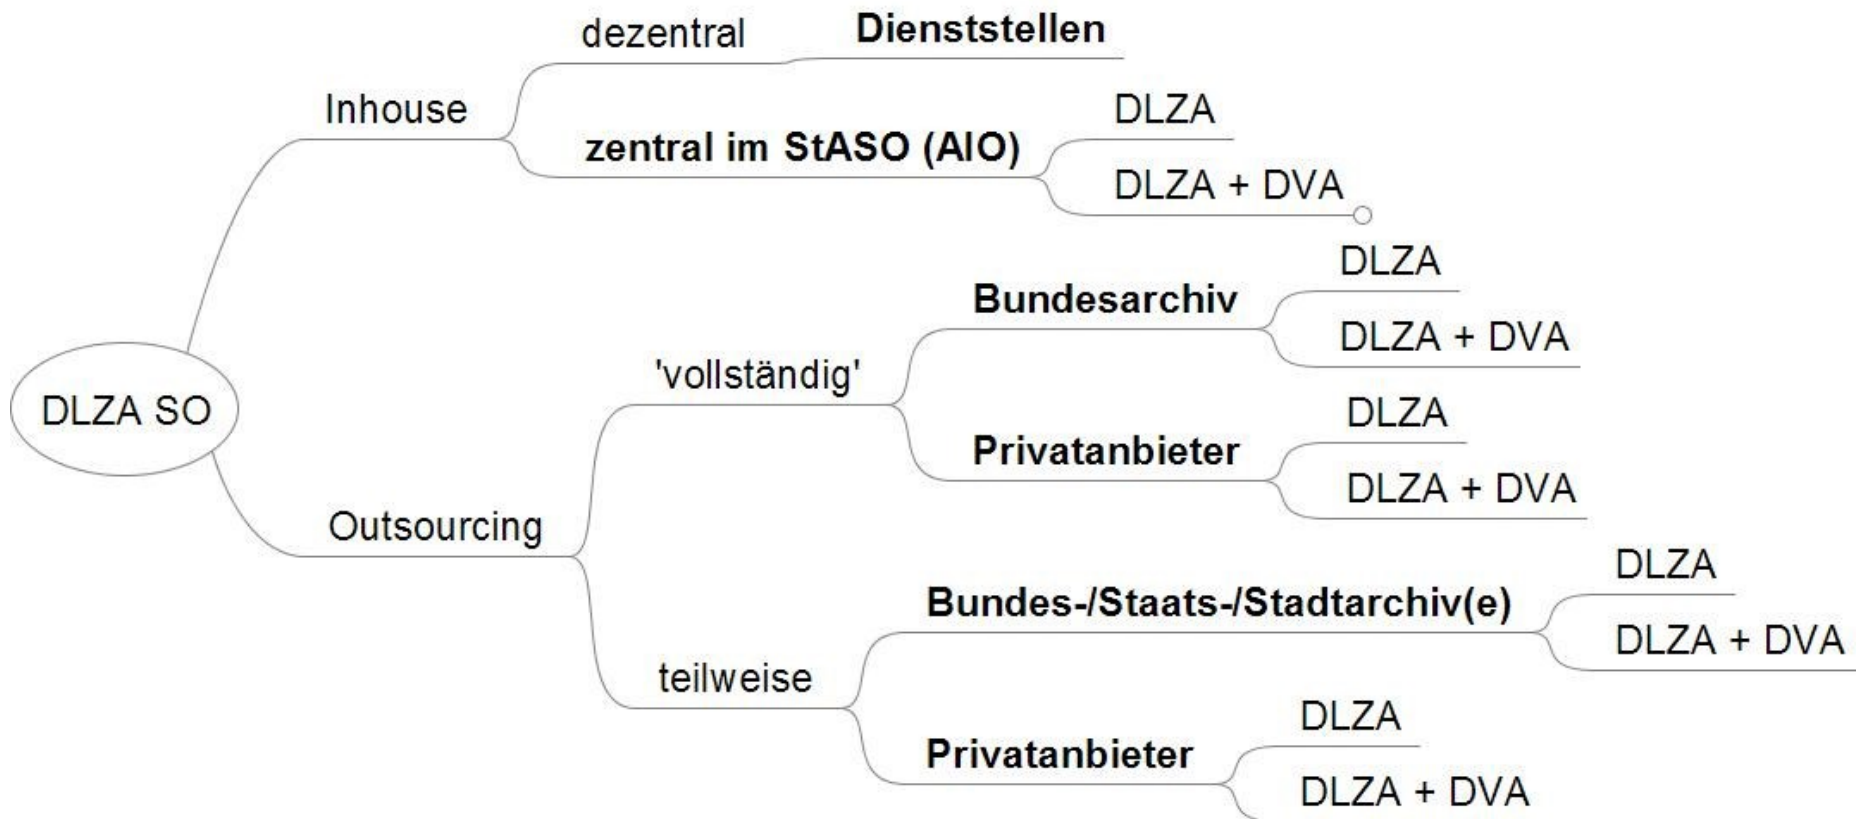 DLZA SO
Inhouse
dezentral
Dienststellen
zentral im StASO (AIO)
DLZA
DLZA + DVA
Outsourcing
'vollständig'
Bundesarchiv
DLZA
DLZA + DVA
Privatanbieter
DLZA
DLZA + DVA
teilweise
Bundes-/Staats-/Stadtarchiv(e)
DLZA
DLZA + DVA
Privatanbieter
DLZA
DLZA + DVA